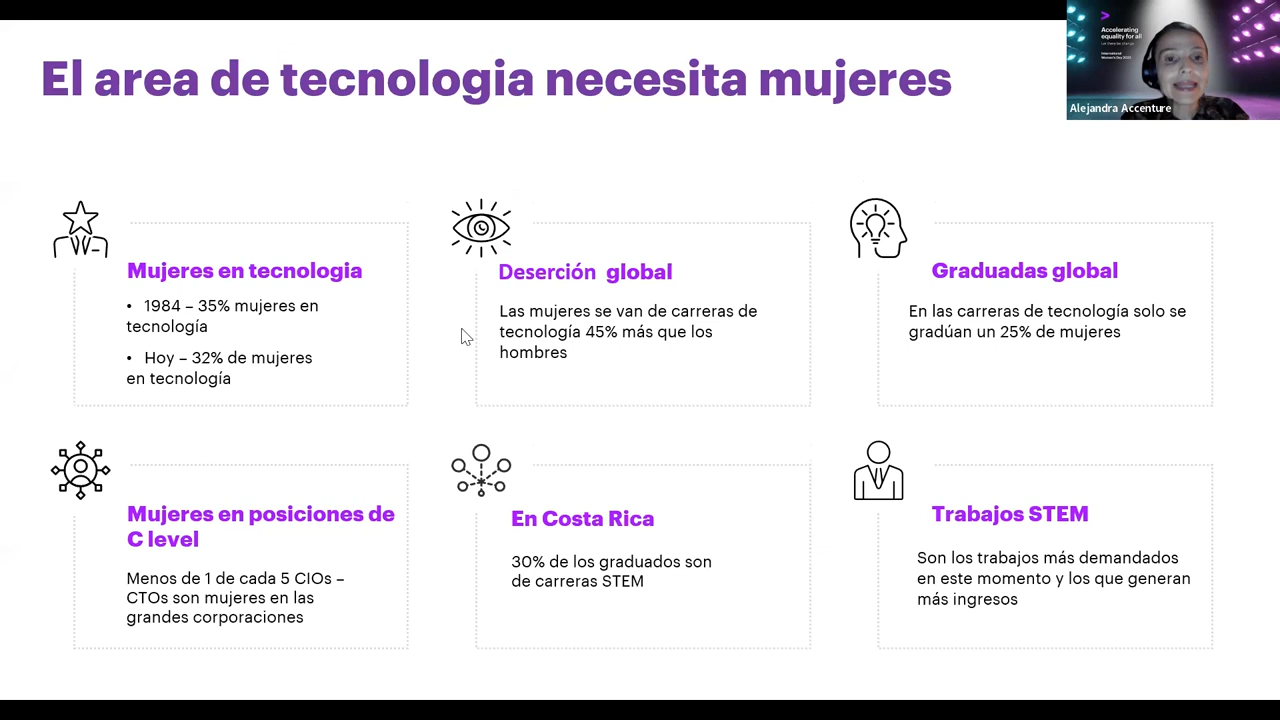 El area de tecnologia necesita mujeres
>
Accelerating
equality for all
International
Women's Day 2023
Alejandra Accenture
Mujeres en tecnologia
• 1984 – 35% mujeres en
tecnología
• Hoy – 32% de mujeres
en tecnología
Deserción global
Las mujeres se van de carreras de
tecnología 45% más que los
hombres
Graduadas global
En las carreras de tecnología solo se
gradúan un 25% de mujeres
Mujeres en posiciones de
C level
Menos de 1 de cada 5 CIOs –
CTOs son mujeres en las
grandes corporaciones
En Costa Rica
30% de los graduados son
de carreras STEM
Trabajos STEM
Son los trabajos más demandados
en este momento y los que generan
más ingresos